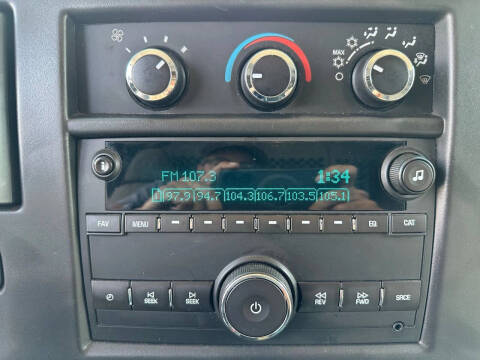 MAX
FM 107.3 1:34
1 97.9 94.7 104.3 106.7 103.5 105.1
FAV MENU EQ CAT
SEEK SEEK REV FWD SRCE